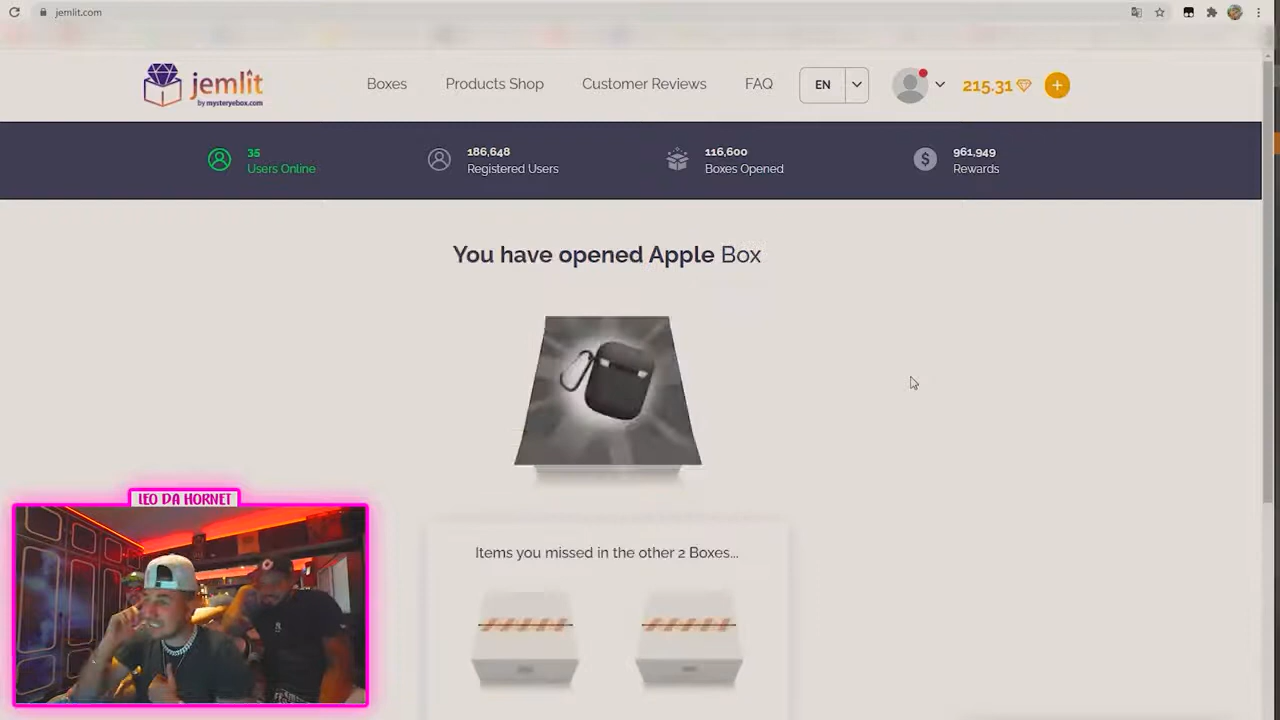 jemlit.com
jemlit
by mysteryebox.com
Boxes
Products Shop
Customer Reviews
FAQ
EN
215.31
35
Users Online
186,648
Registered Users
116,600
Boxes Opened
961,949
Rewards
You have opened Apple Box
Items you missed in the other 2 Boxes...
LEO DA HORNET